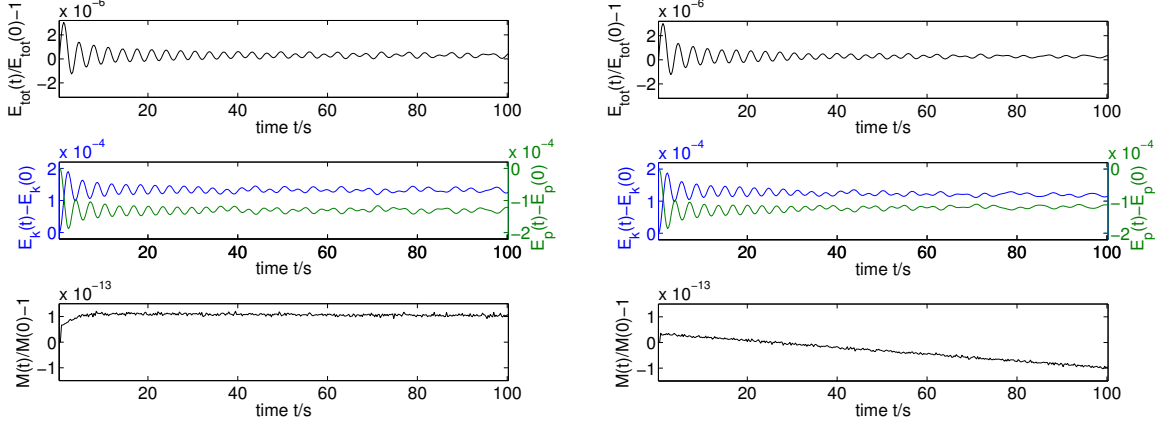 x 10⁻⁶
E_tot(t)/E_tot(0)−1
2
0
−2
20 40 60 80 100
time t/s
x 10⁻⁴
x 10⁻⁴
E_k(t)−E_k(0)
2
1
0
0
−1
−2
E_p(t)−E_p(0)
20 40 60 80 100
time t/s
x 10⁻¹³
M(t)/M(0)−1
1
0
−1
20 40 60 80 100
time t/s
x 10⁻⁶
E_tot(t)/E_tot(0)−1
2
0
−2
20 40 60 80 100
time t/s
x 10⁻⁴
x 10⁻⁴
E_k(t)−E_k(0)
2
1
0
0
−1
−2
E_p(t)−E_p(0)
20 40 60 80 100
time t/s
x 10⁻¹³
M(t)/M(0)−1
1
0
−1
20 40 60 80 100
time t/s